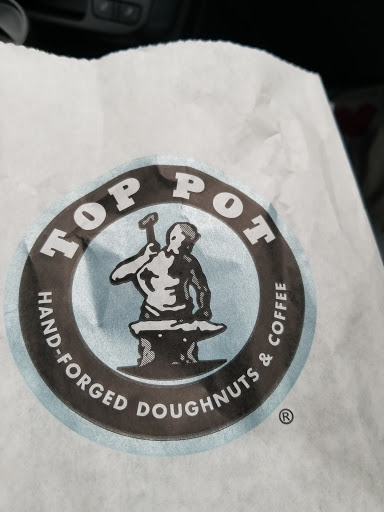 TOP POT
HAND-FORGED DOUGHNUTS & COFFEE
®